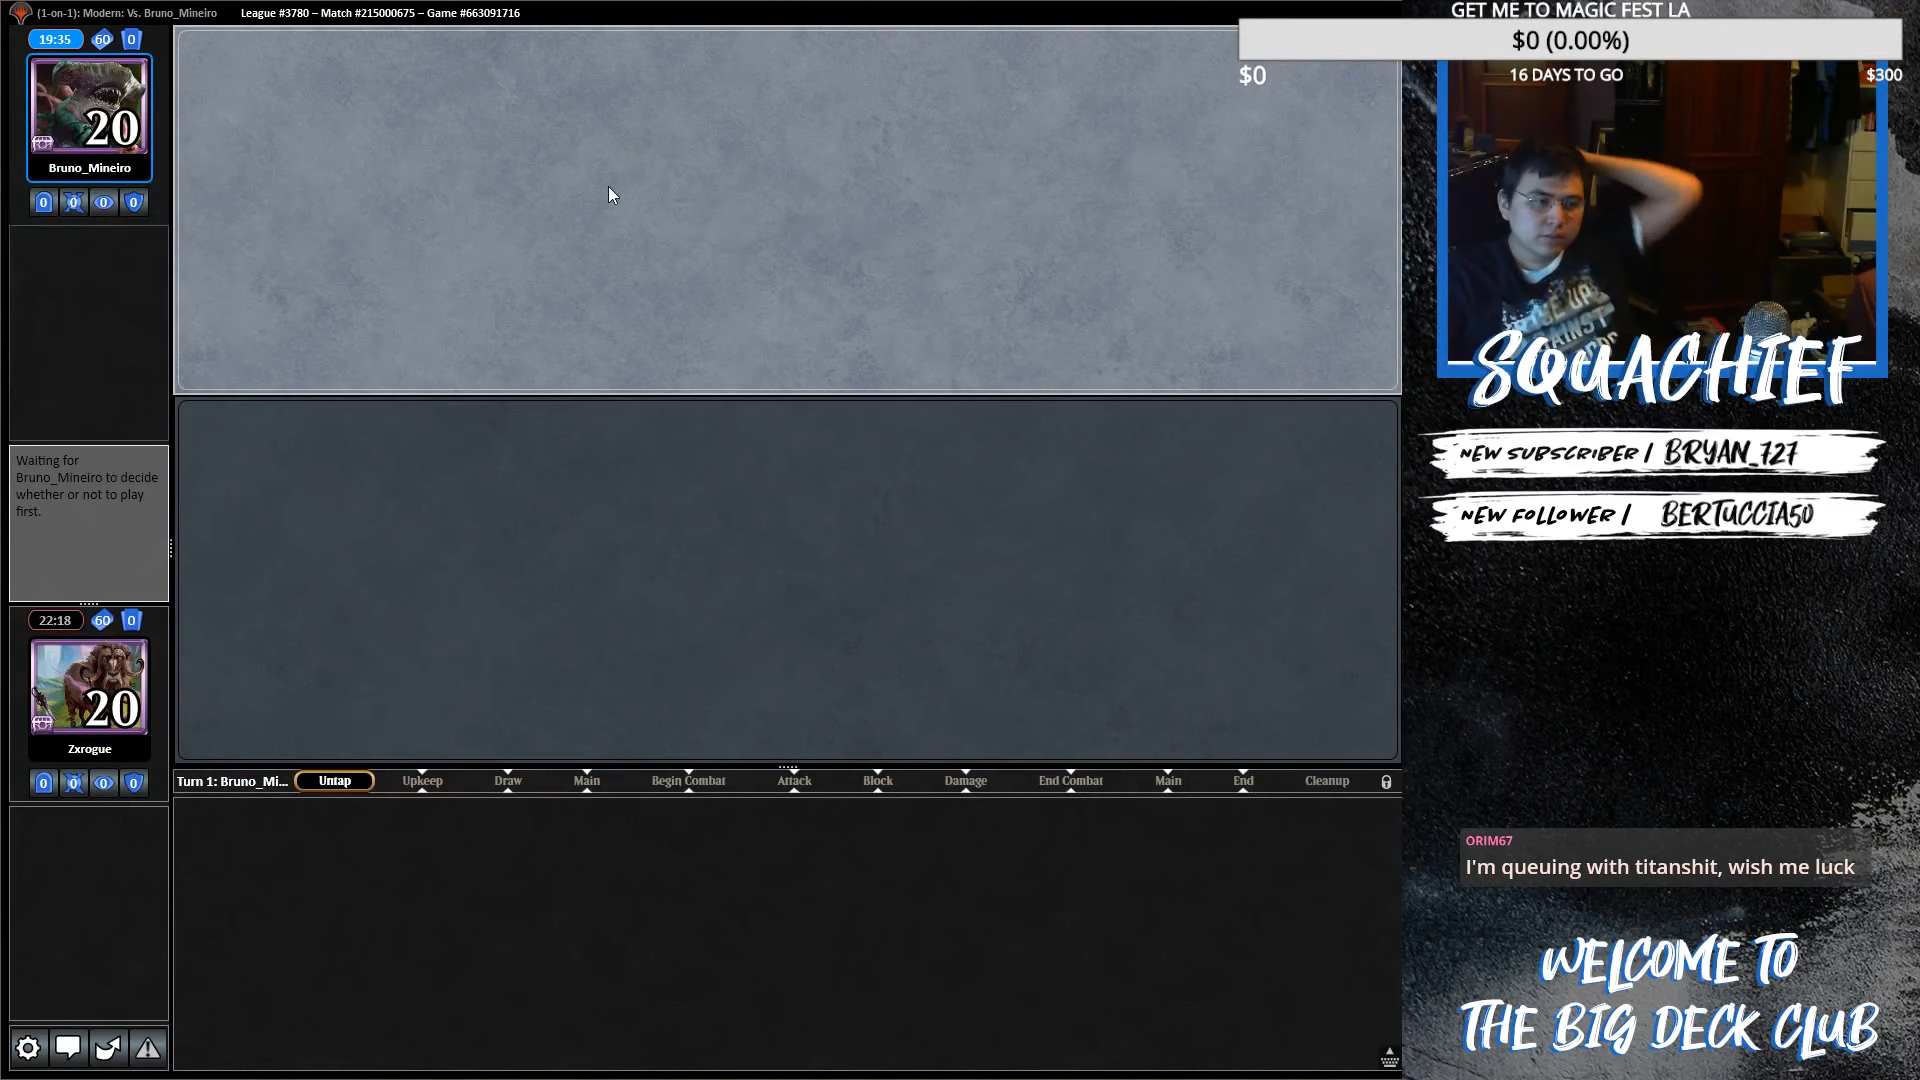 (1-on-1): Modern: Vs. Bruno_Mineiro
League #3780 – Match #215000675 – Game #663091716
GET ME TO MAGIC FEST LA
$0 (0.00%)
$0
16 DAYS TO GO
$300
19:35
60
0
20
Bruno_Mineiro
0
0
0
0
Waiting for
Bruno_Mineiro to decide
whether or not to play
first.
22:18
60
0
20
Zxrogue
0
0
0
0
Turn 1: Bruno_Mi...
Untap
Upkeep
Draw
Main
Begin Combat
Attack
Block
Damage
End Combat
Main
End
Cleanup
SQUACHIEF
NEW SUBSCRIBER / BRYAN_727
NEW FOLLOWER / BERTUCCIA50
ORIM67
I'm queuing with titanshit, wish me luck
WELCOME TO
THE BIG DECK CLUB